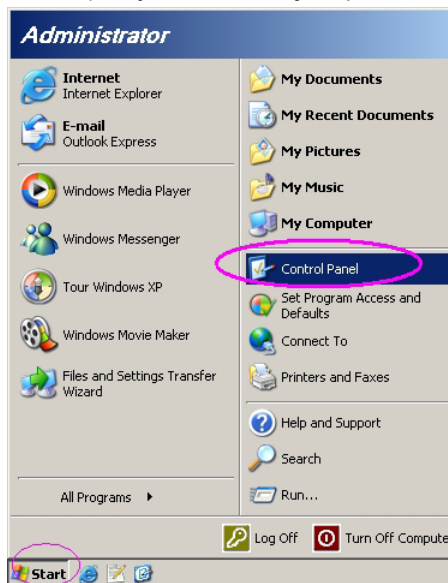 Administrator
Internet
Internet Explorer
E-mail
Outlook Express
Windows Media Player
Windows Messenger
Tour Windows XP
Windows Movie Maker
Files and Settings Transfer
Wizard
All Programs
My Documents
My Recent Documents
My Pictures
My Music
My Computer
Control Panel
Set Program Access and
Defaults
Connect To
Printers and Faxes
Help and Support
Search
Run...
Log Off
Turn Off Compute
Start